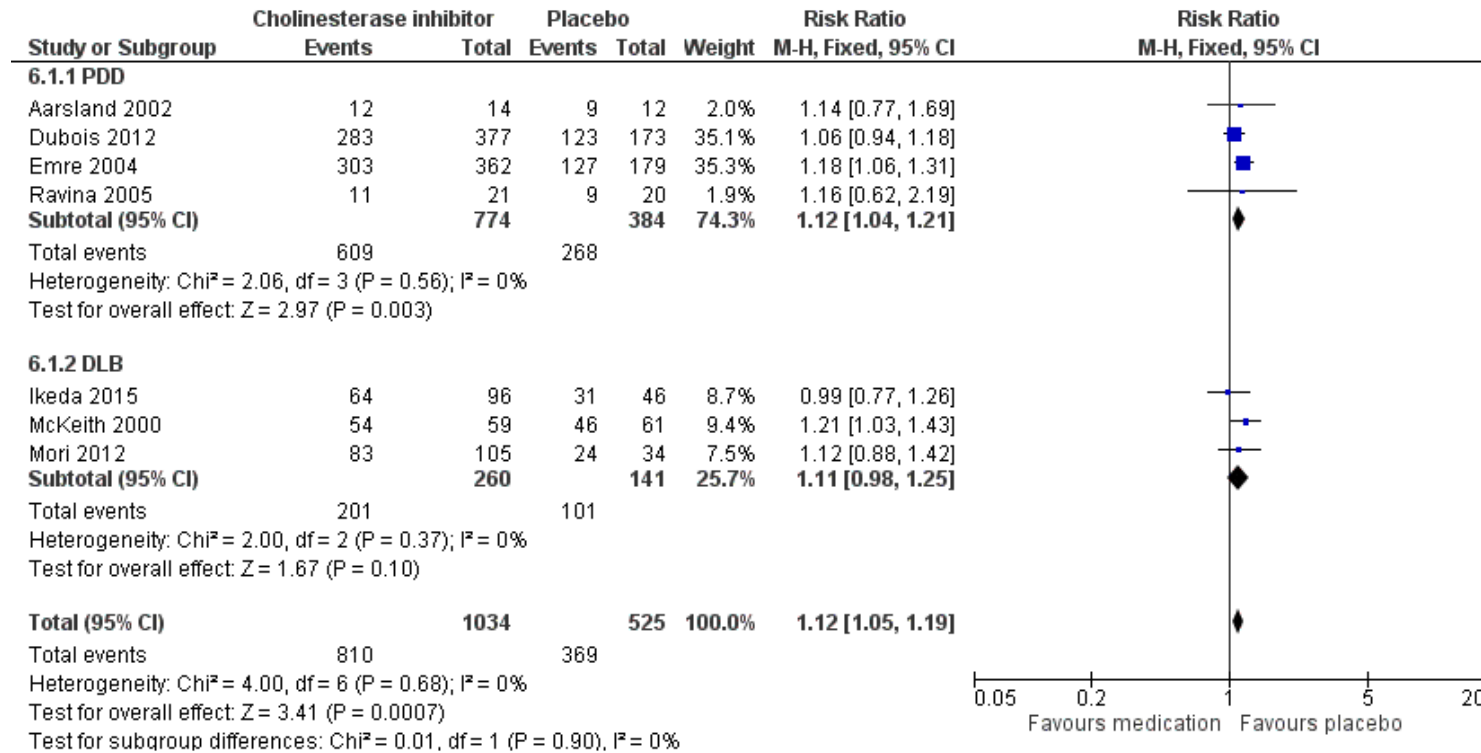 Cholinesterase inhibitor Placebo Risk Ratio Risk Ratio
Study or Subgroup Events Total Events Total Weight M-H, Fixed, 95% CI M-H, Fixed, 95% CI
6.1.1 PDD
Aarsland 2002 12 14 9 12 2.0% 1.14 [0.77, 1.69]
Dubois 2012 283 377 123 173 35.1% 1.06 [0.94, 1.18]
Emre 2004 303 362 127 179 35.3% 1.18 [1.06, 1.31]
Ravina 2005 11 21 9 20 1.9% 1.16 [0.62, 2.19]
Subtotal (95% CI) 774 384 74.3% 1.12 [1.04, 1.21]
Total events 609 268
Heterogeneity: Chi² = 2.06, df = 3 (P = 0.56); I² = 0%
Test for overall effect: Z = 2.97 (P = 0.003)
6.1.2 DLB
Ikeda 2015 64 96 31 46 8.7% 0.99 [0.77, 1.26]
McKeith 2000 54 59 46 61 9.4% 1.21 [1.03, 1.43]
Mori 2012 83 105 24 34 7.5% 1.12 [0.88, 1.42]
Subtotal (95% CI) 260 141 25.7% 1.11 [0.98, 1.25]
Total events 201 101
Heterogeneity: Chi² = 2.00, df = 2 (P = 0.37); I² = 0%
Test for overall effect: Z = 1.67 (P = 0.10)
Total (95% CI) 1034 525 100.0% 1.12 [1.05, 1.19]
Total events 810 369
Heterogeneity: Chi² = 4.00, df = 6 (P = 0.68); I² = 0%
Test for overall effect: Z = 3.41 (P = 0.0007)
Test for subgroup differences: Chi² = 0.01, df = 1 (P = 0.90), I² = 0%
0.05 0.2 1 5 20
Favours medication Favours placebo